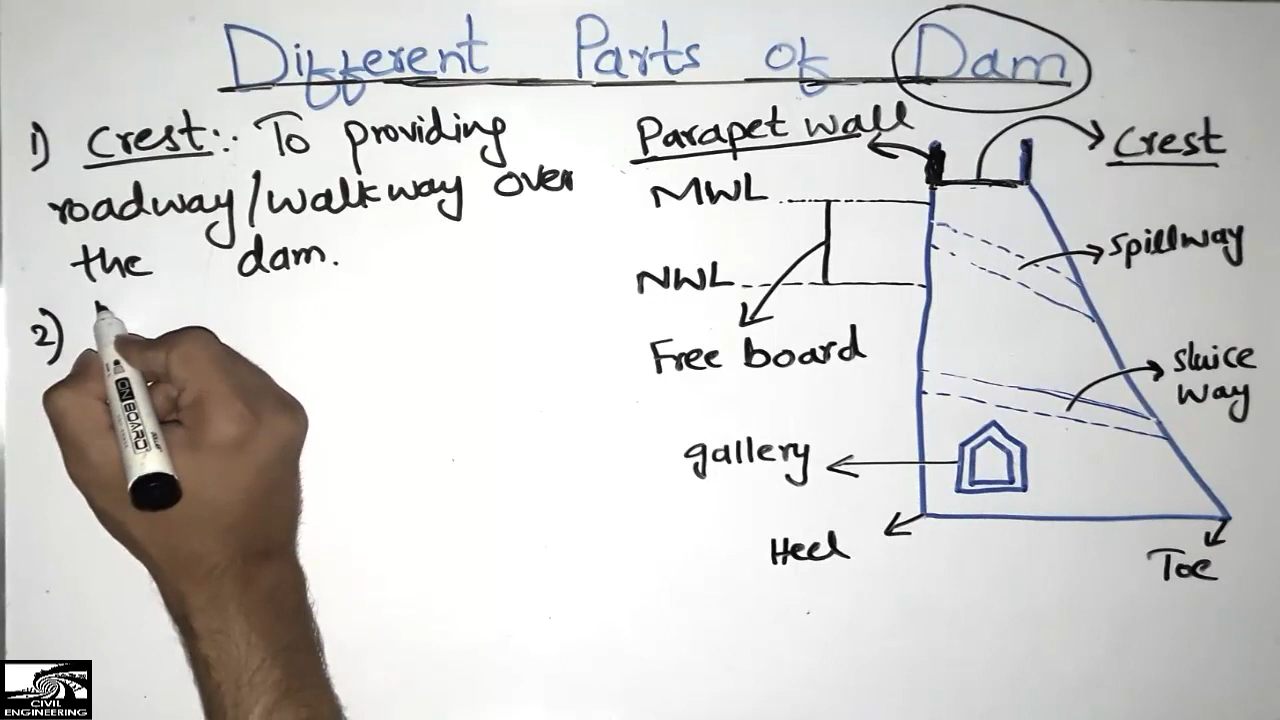 Different Parts of Dam
1) Crest:- To providing
roadway/walkway over
the dam.
2)
Parapet wall
Crest
MWL
spillway
NWL
Free board
sluice
way
gallery
Heel
Toe
ON BOARD
CIVIL
ENGINEERING